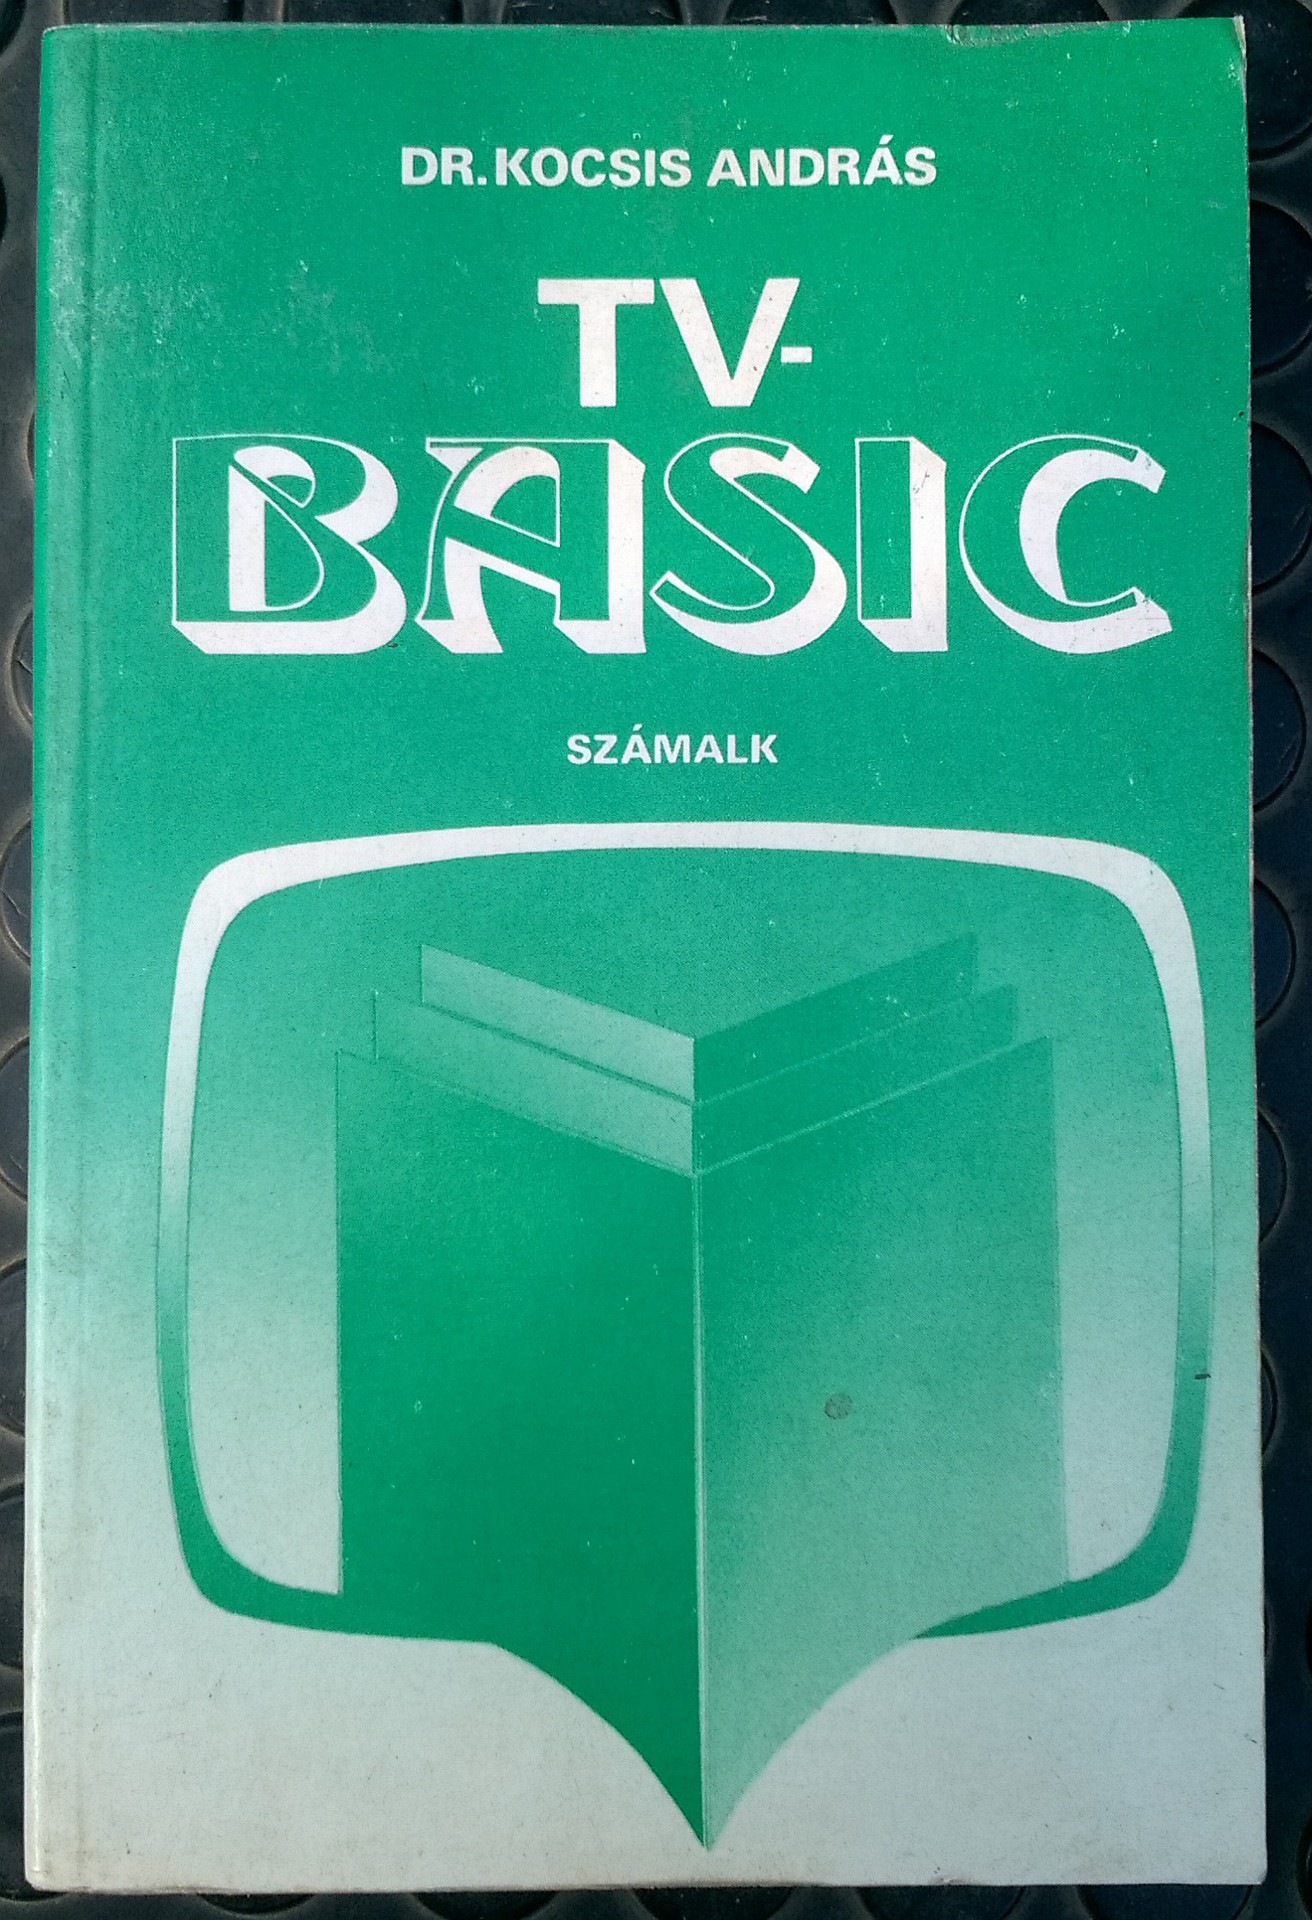 DR. KOCSIS ANDRÁS
TV-
BASIC
SZÁMALK